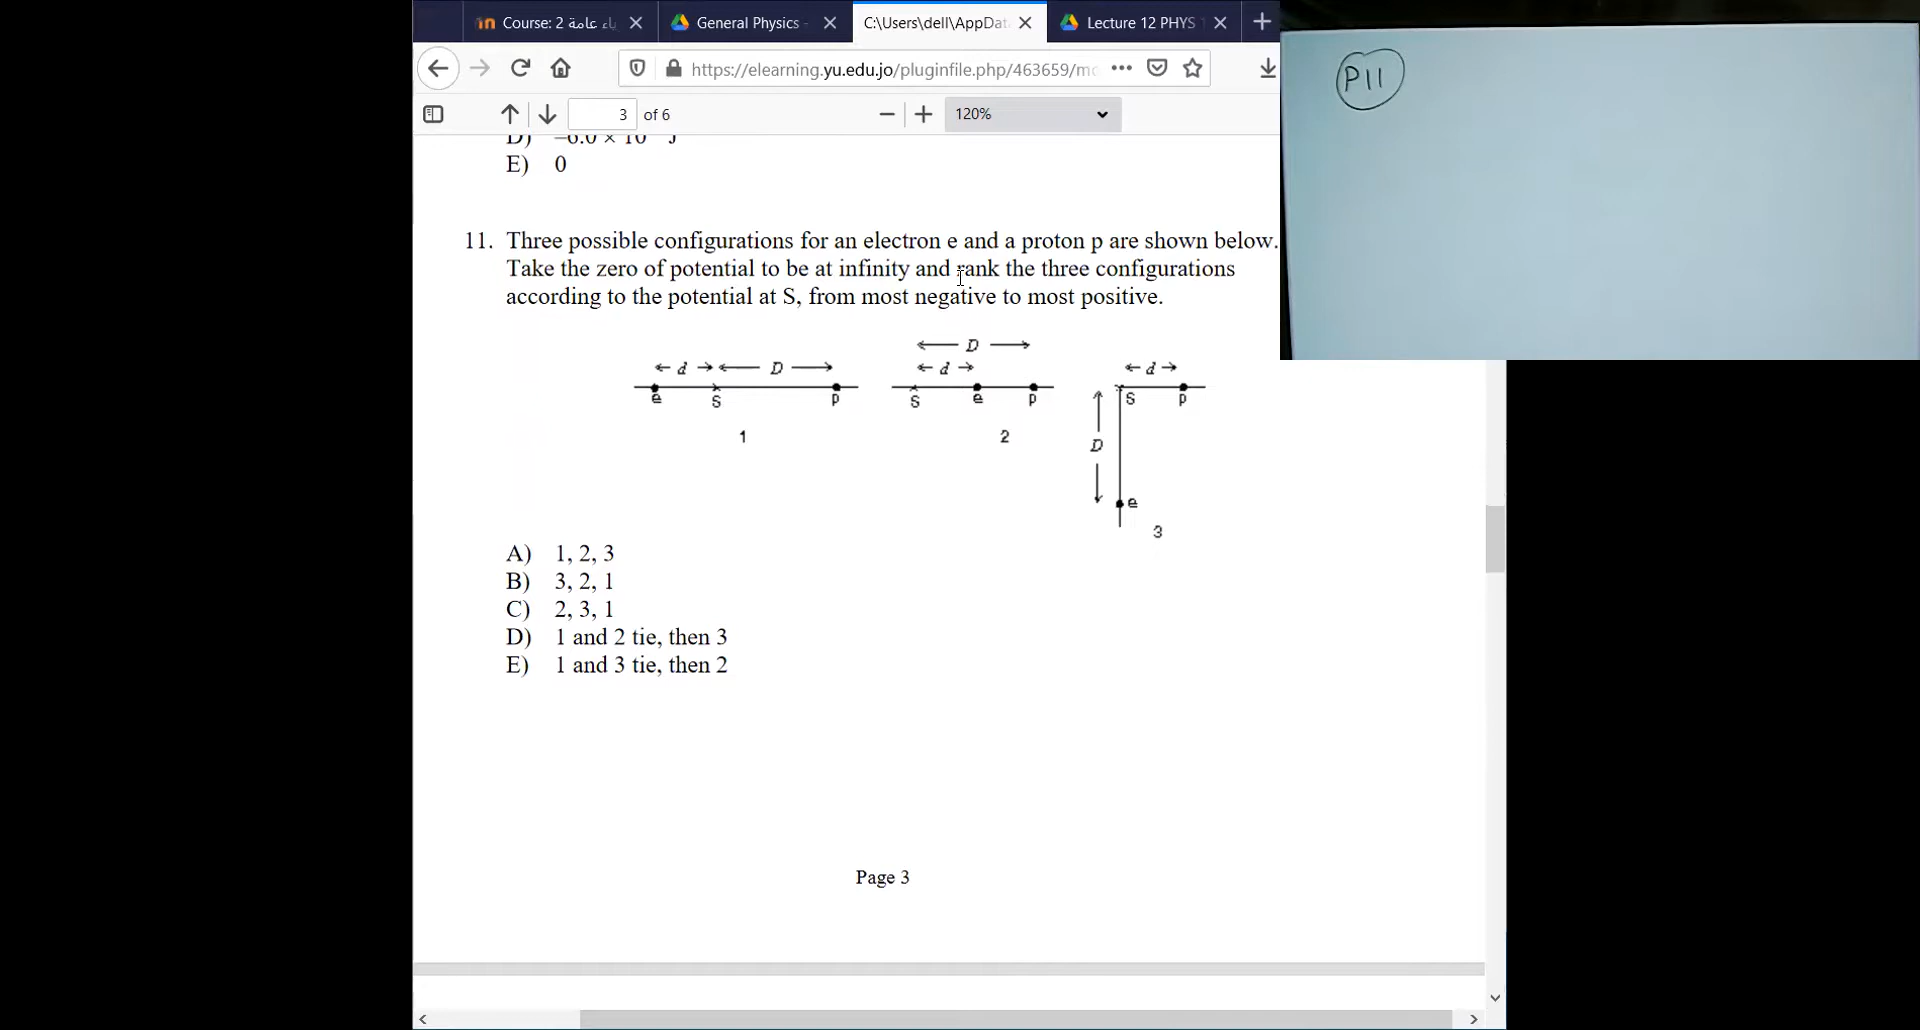 Course: 2 ياء عامة
General Physics -
C:\Users\dell\AppDat
Lecture 12 PHYS
https://elearning.yu.edu.jo/pluginfile.php/463659/mo
3 of 6
120%
P11
E) 0
11. Three possible configurations for an electron e and a proton p are shown below.
Take the zero of potential to be at infinity and rank the three configurations
according to the potential at S, from most negative to most positive.
d D
e S p
1
D
d
S e p
2
d
S p
D
e
3
A) 1, 2, 3
B) 3, 2, 1
C) 2, 3, 1
D) 1 and 2 tie, then 3
E) 1 and 3 tie, then 2
Page 3